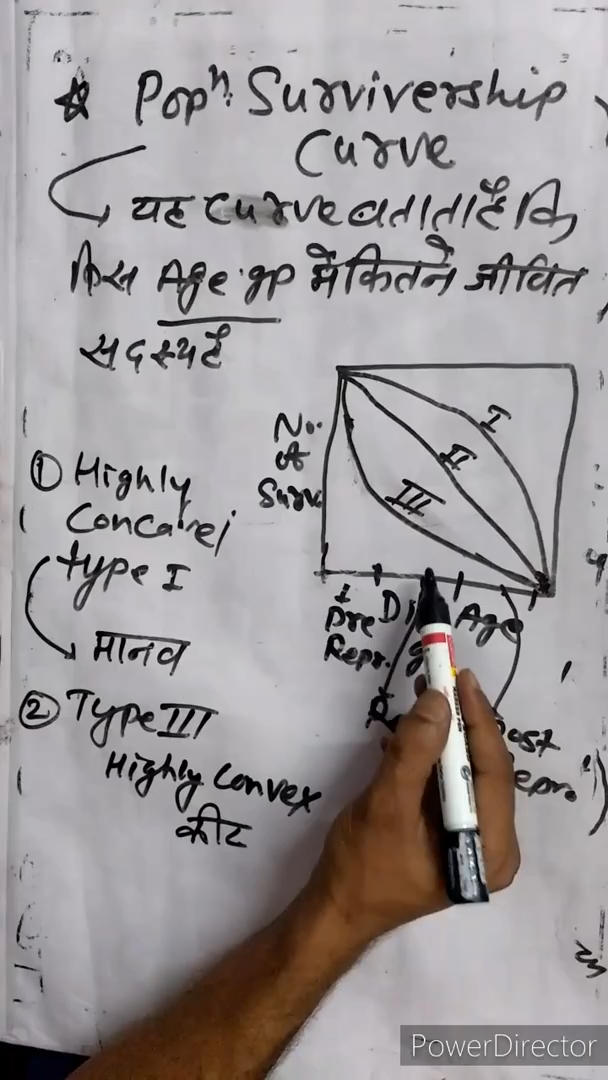 ☆ Popⁿ. Survivership
Curve
यह Curve बताता है कि
किस Age gp में कितने जीवित
सदस्य है
No.
of
Surv.
I
II
III
① Highly
Concave
type I
मानव
② Type III
Highly Convex
कीट
Pre
Repr.
Age
PowerDirector